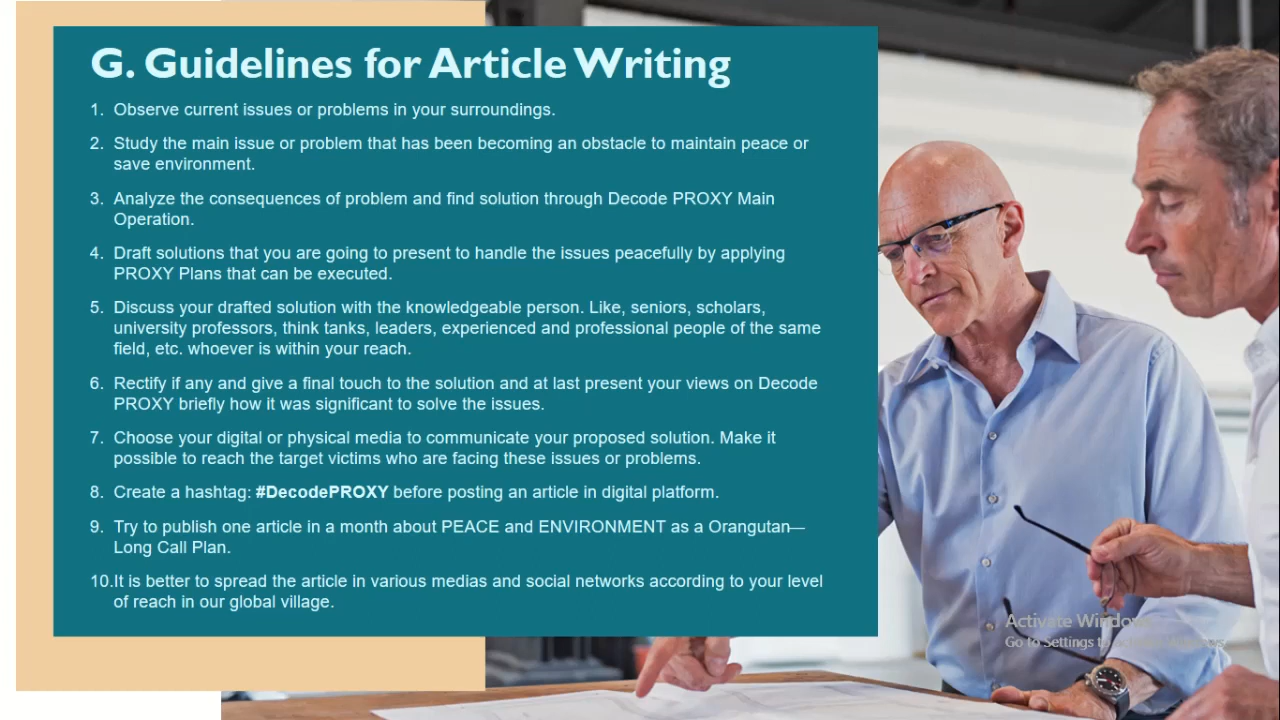 G. Guidelines for Article Writing
1. Observe current issues or problems in your surroundings.
2. Study the main issue or problem that has been becoming an obstacle to maintain peace or
save environment.
3. Analyze the consequences of problem and find solution through Decode PROXY Main
Operation.
4. Draft solutions that you are going to present to handle the issues peacefully by applying
PROXY Plans that can be executed.
5. Discuss your drafted solution with the knowledgeable person. Like, seniors, scholars,
university professors, think tanks, leaders, experienced and professional people of the same
field, etc. whoever is within your reach.
6. Rectify if any and give a final touch to the solution and at last present your views on Decode
PROXY briefly how it was significant to solve the issues.
7. Choose your digital or physical media to communicate your proposed solution. Make it
possible to reach the target victims who are facing these issues or problems.
8. Create a hashtag: #DecodePROXY before posting an article in digital platform.
9. Try to publish one article in a month about PEACE and ENVIRONMENT as a Orangutan—
Long Call Plan.
10.It is better to spread the article in various medias and social networks according to your level
of reach in our global village.
Activate Windows
Go to Settings to activate Windows.